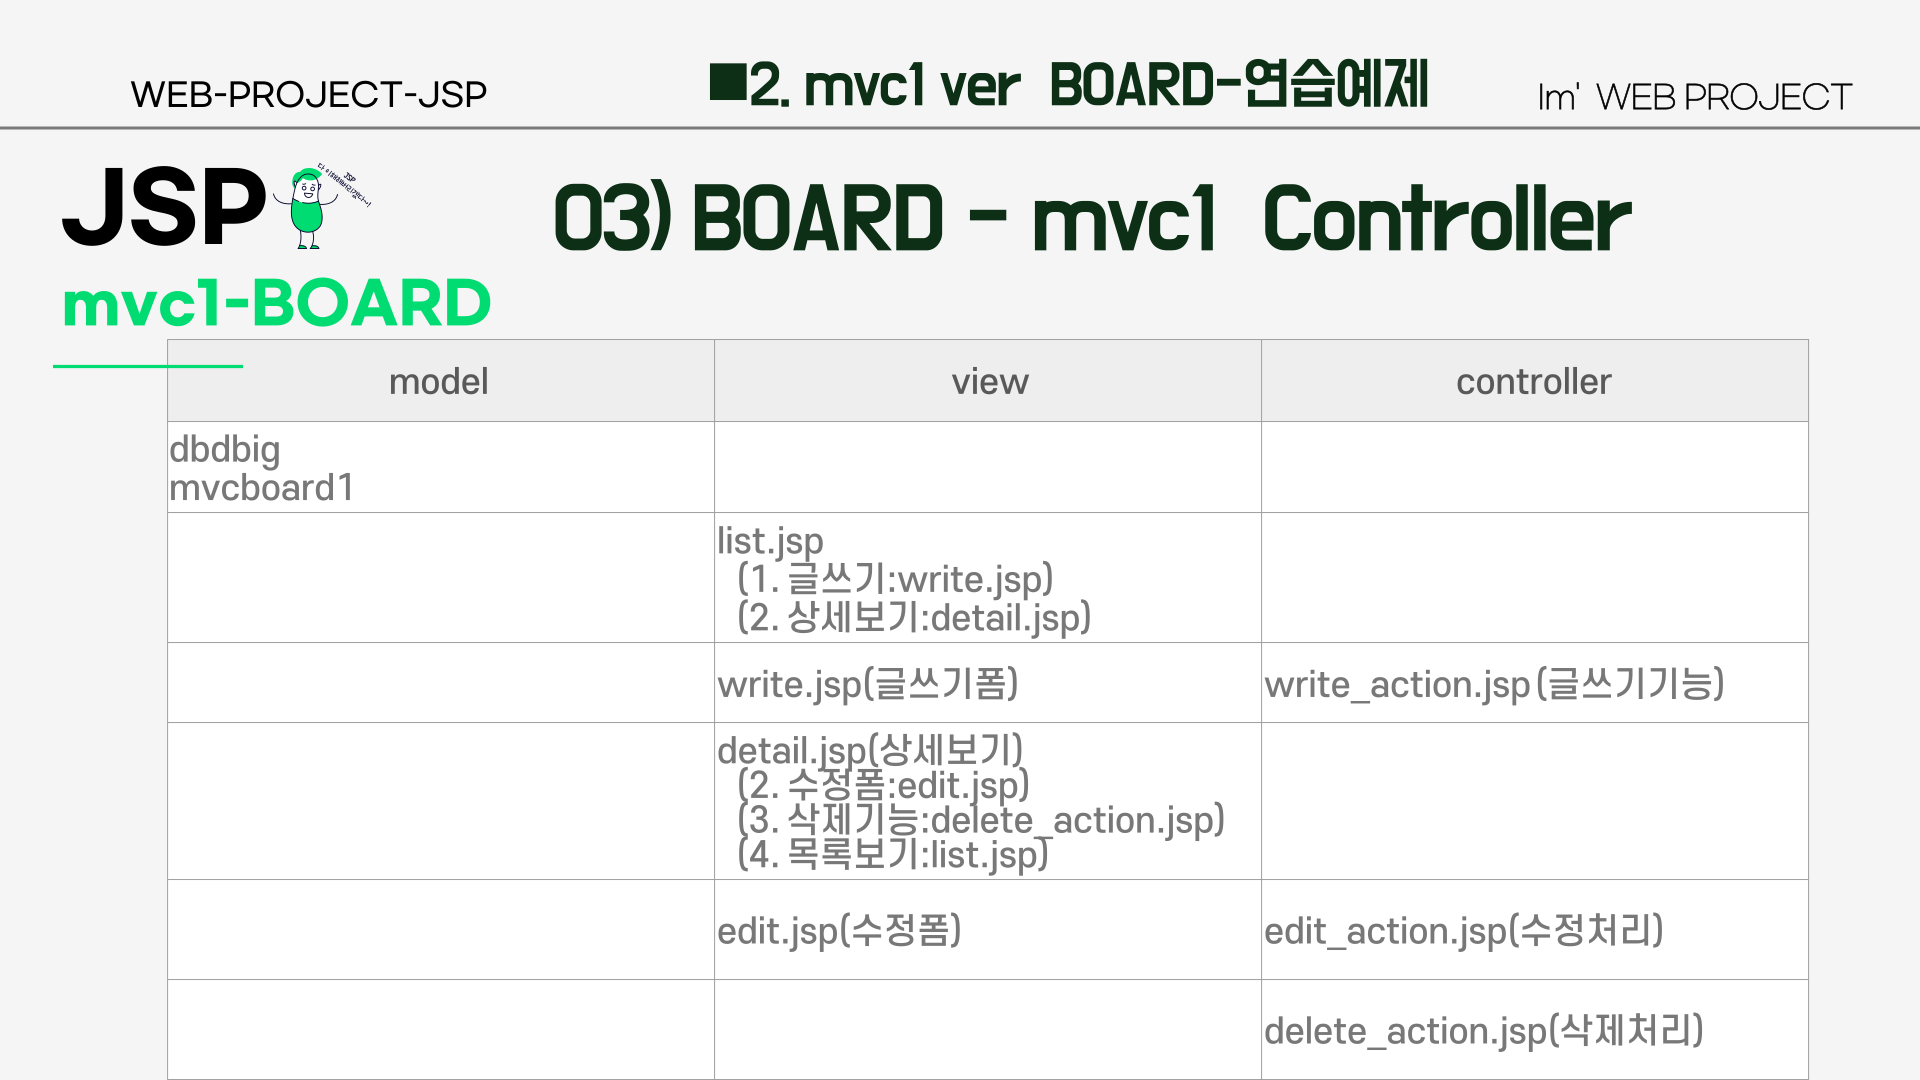 WEB-PROJECT-JSP
■2. mvc1 ver BOARD-연습예제
Im' WEB PROJECT
JSP
JSP
03) BOARD - mvc1 Controller
mvc1-BOARD
model
view
controller
dbdbig
mvcboard1
list.jsp
(1. 글쓰기:write.jsp)
(2. 상세보기:detail.jsp)
write.jsp(글쓰기폼)
write_action.jsp(글쓰기기능)
detail.jsp(상세보기)
(2. 수정폼:edit.jsp)
(3. 삭제기능:delete_action.jsp)
(4. 목록보기:list.jsp)
edit.jsp(수정폼)
edit_action.jsp(수정처리)
delete_action.jsp(삭제처리)